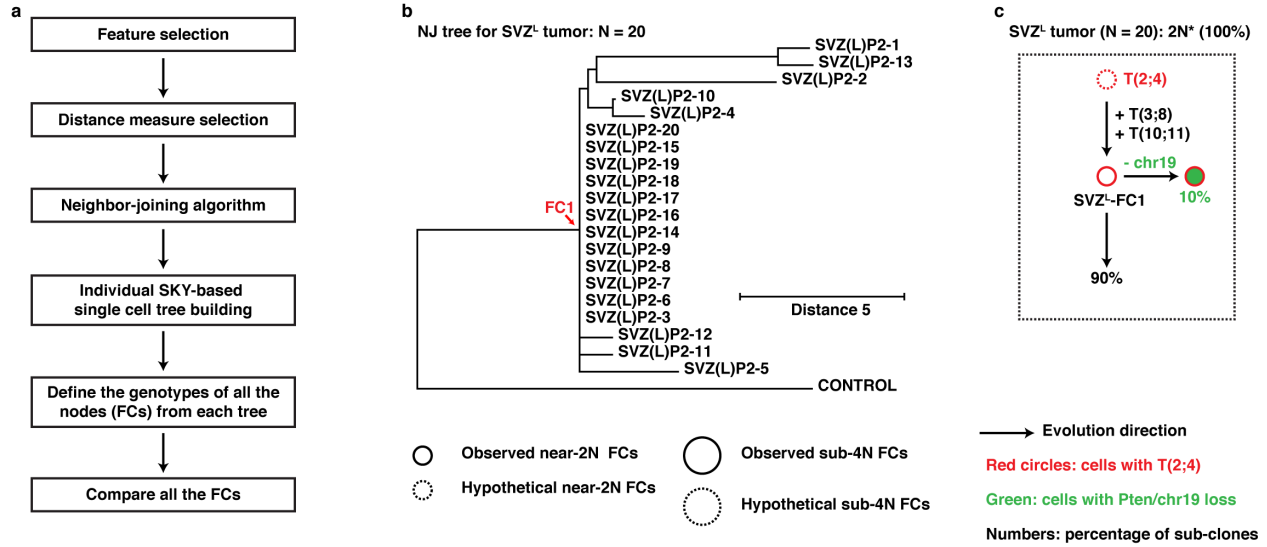 a
Feature selection
Distance measure selection
Neighbor-joining algorithm
Individual SKY-based
single cell tree building
Define the genotypes of all the
nodes (FCs) from each tree
Compare all the FCs
b
NJ tree for SVZᴸ tumor: N = 20
SVZ(L)P2-1
SVZ(L)P2-13
SVZ(L)P2-2
SVZ(L)P2-10
SVZ(L)P2-4
SVZ(L)P2-20
SVZ(L)P2-15
SVZ(L)P2-19
SVZ(L)P2-18
SVZ(L)P2-17
SVZ(L)P2-16
FC1
SVZ(L)P2-14
SVZ(L)P2-9
SVZ(L)P2-8
SVZ(L)P2-7
SVZ(L)P2-6
SVZ(L)P2-3
SVZ(L)P2-12
SVZ(L)P2-11
SVZ(L)P2-5
CONTROL
Distance 5
Observed near-2N FCs
Hypothetical near-2N FCs
Observed sub-4N FCs
Hypothetical sub-4N FCs
c
SVZᴸ tumor (N = 20): 2N* (100%)
T(2;4)
+ T(3;8)
+ T(10;11)
- chr19
SVZᴸ-FC1
10%
90%
Evolution direction
Red circles: cells with T(2;4)
Green: cells with Pten/chr19 loss
Numbers: percentage of sub-clones